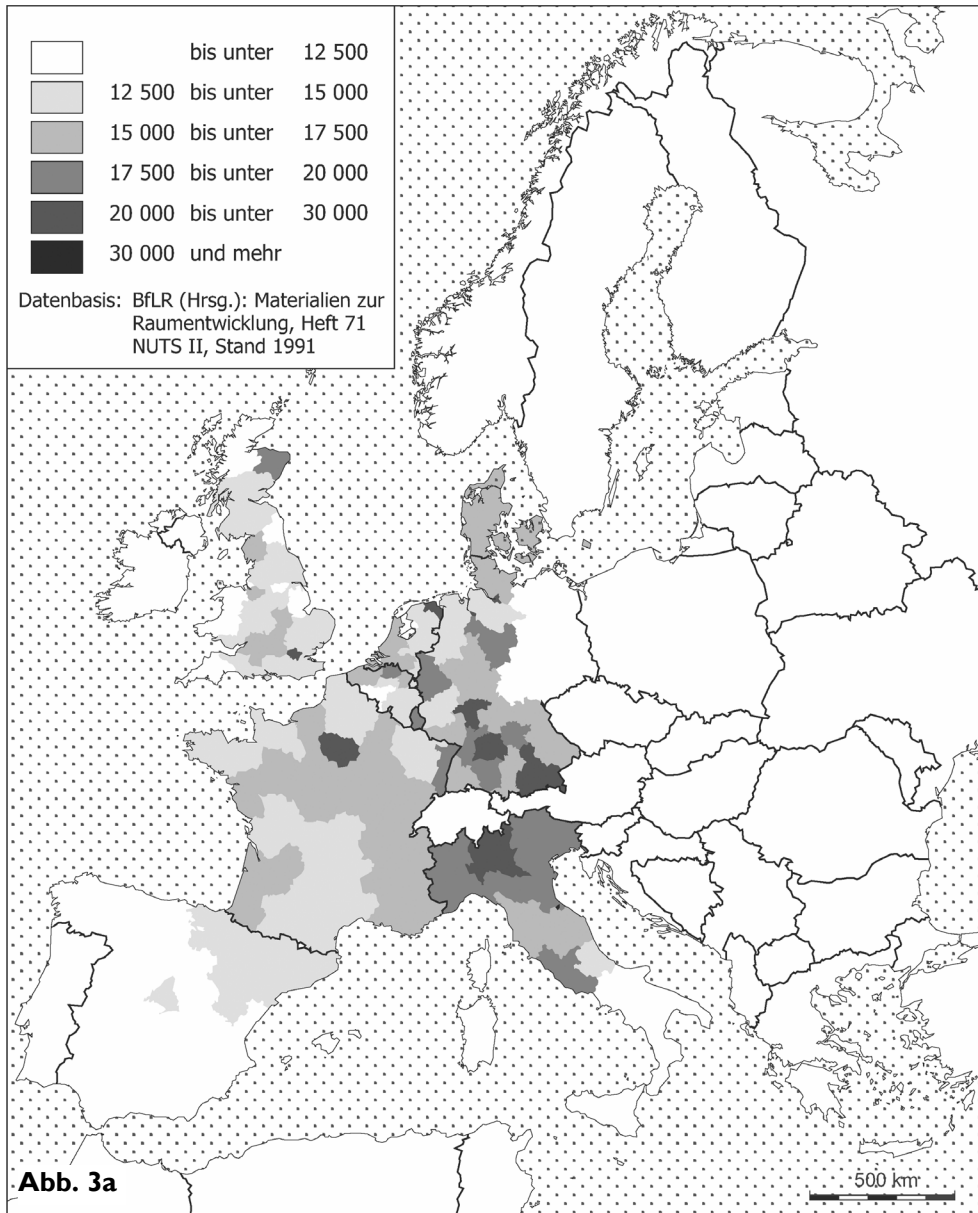 bis unter 12 500
12 500 bis unter 15 000
15 000 bis unter 17 500
17 500 bis unter 20 000
20 000 bis unter 30 000
30 000 und mehr
Datenbasis: BfLR (Hrsg.): Materialien zur
Raumentwicklung, Heft 71
NUTS II, Stand 1991
Abb. 3a
500 km